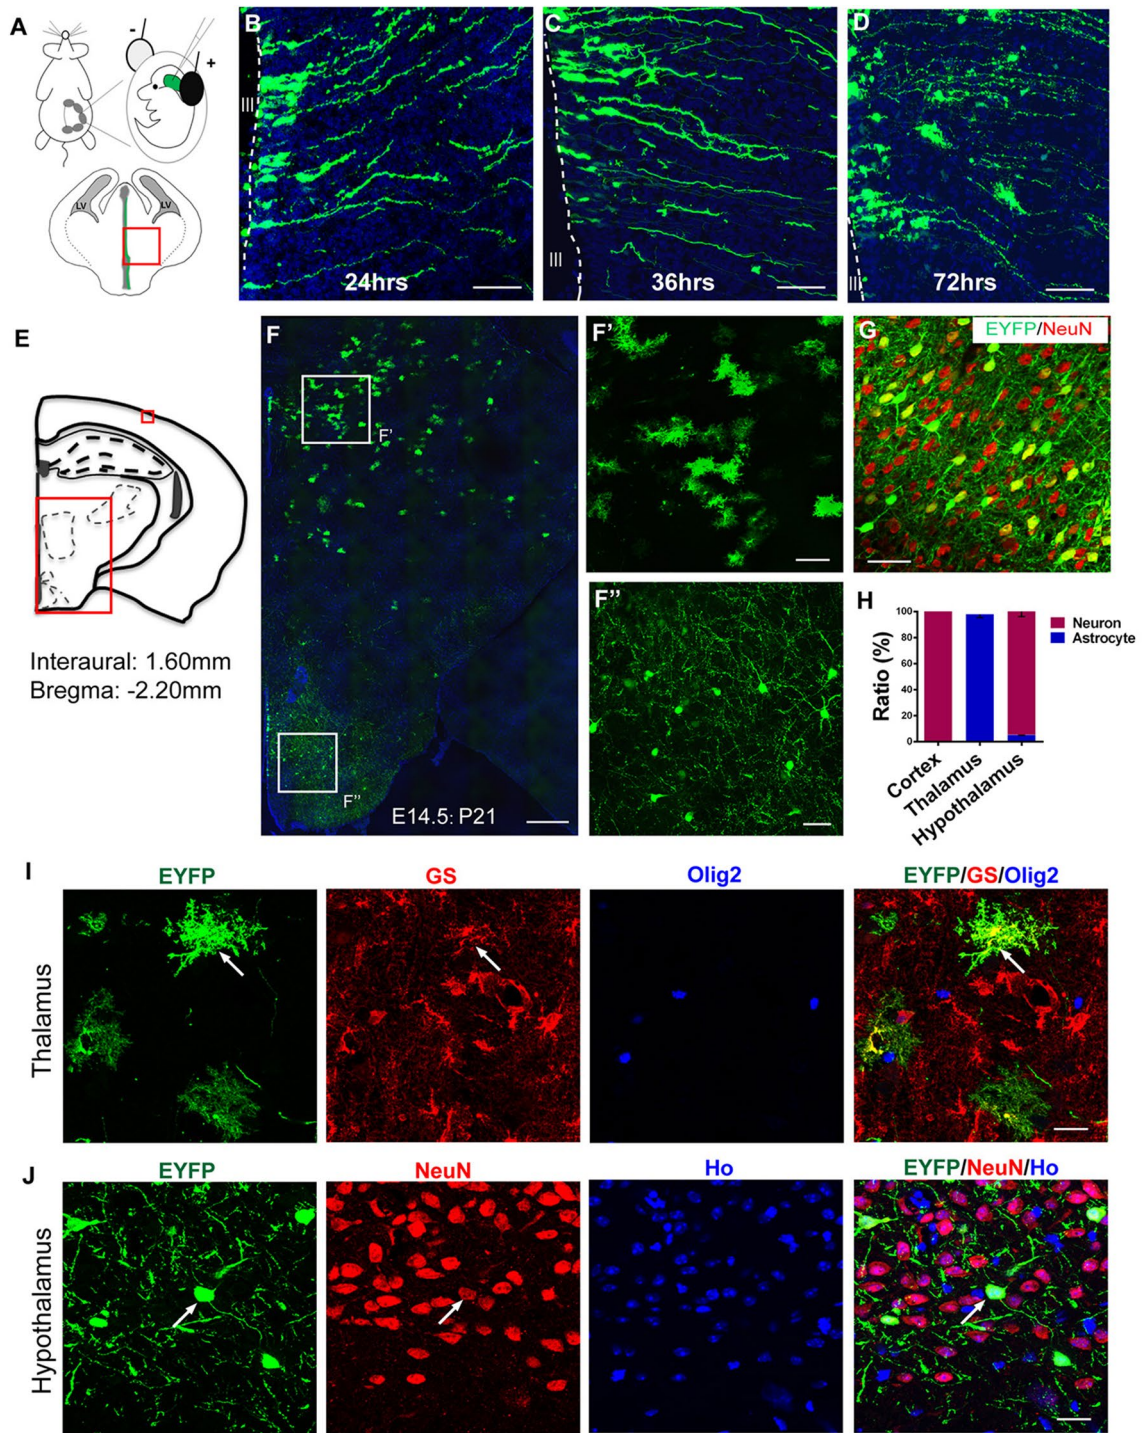 A
-
+
LV
LV
B
III
24hrs
C
III
36hrs
D
III
72hrs
E
Interaural: 1.60mm
Bregma: -2.20mm
F
F'
F''
E14.5: P21
F'
F''
G
EYFP/NeuN
H
Neuron
Astrocyte
Ratio (%)
100
80
60
40
20
0
Cortex
Thalamus
Hypothalamus
I
EYFP
GS
Olig2
EYFP/GS/Olig2
Thalamus
J
EYFP
NeuN
Ho
EYFP/NeuN/Ho
Hypothalamus